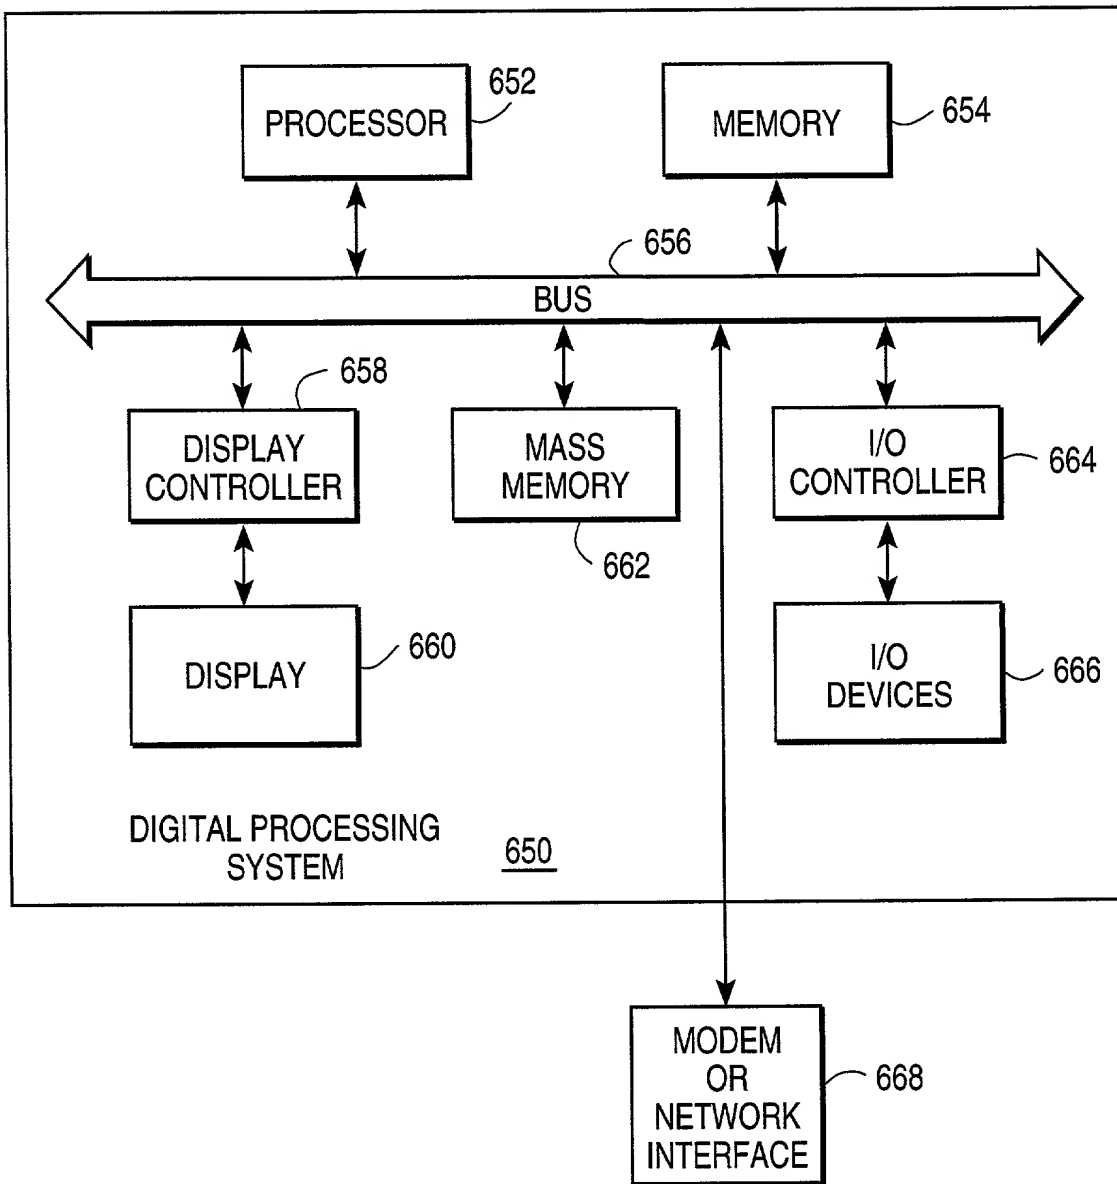 PROCESSOR
652
MEMORY
654
656
BUS
658
DISPLAY
CONTROLLER
MASS
MEMORY
662
I/O
CONTROLLER
664
DISPLAY
660
I/O
DEVICES
666
DIGITAL PROCESSING
SYSTEM
650
MODEM
OR
NETWORK
INTERFACE
668